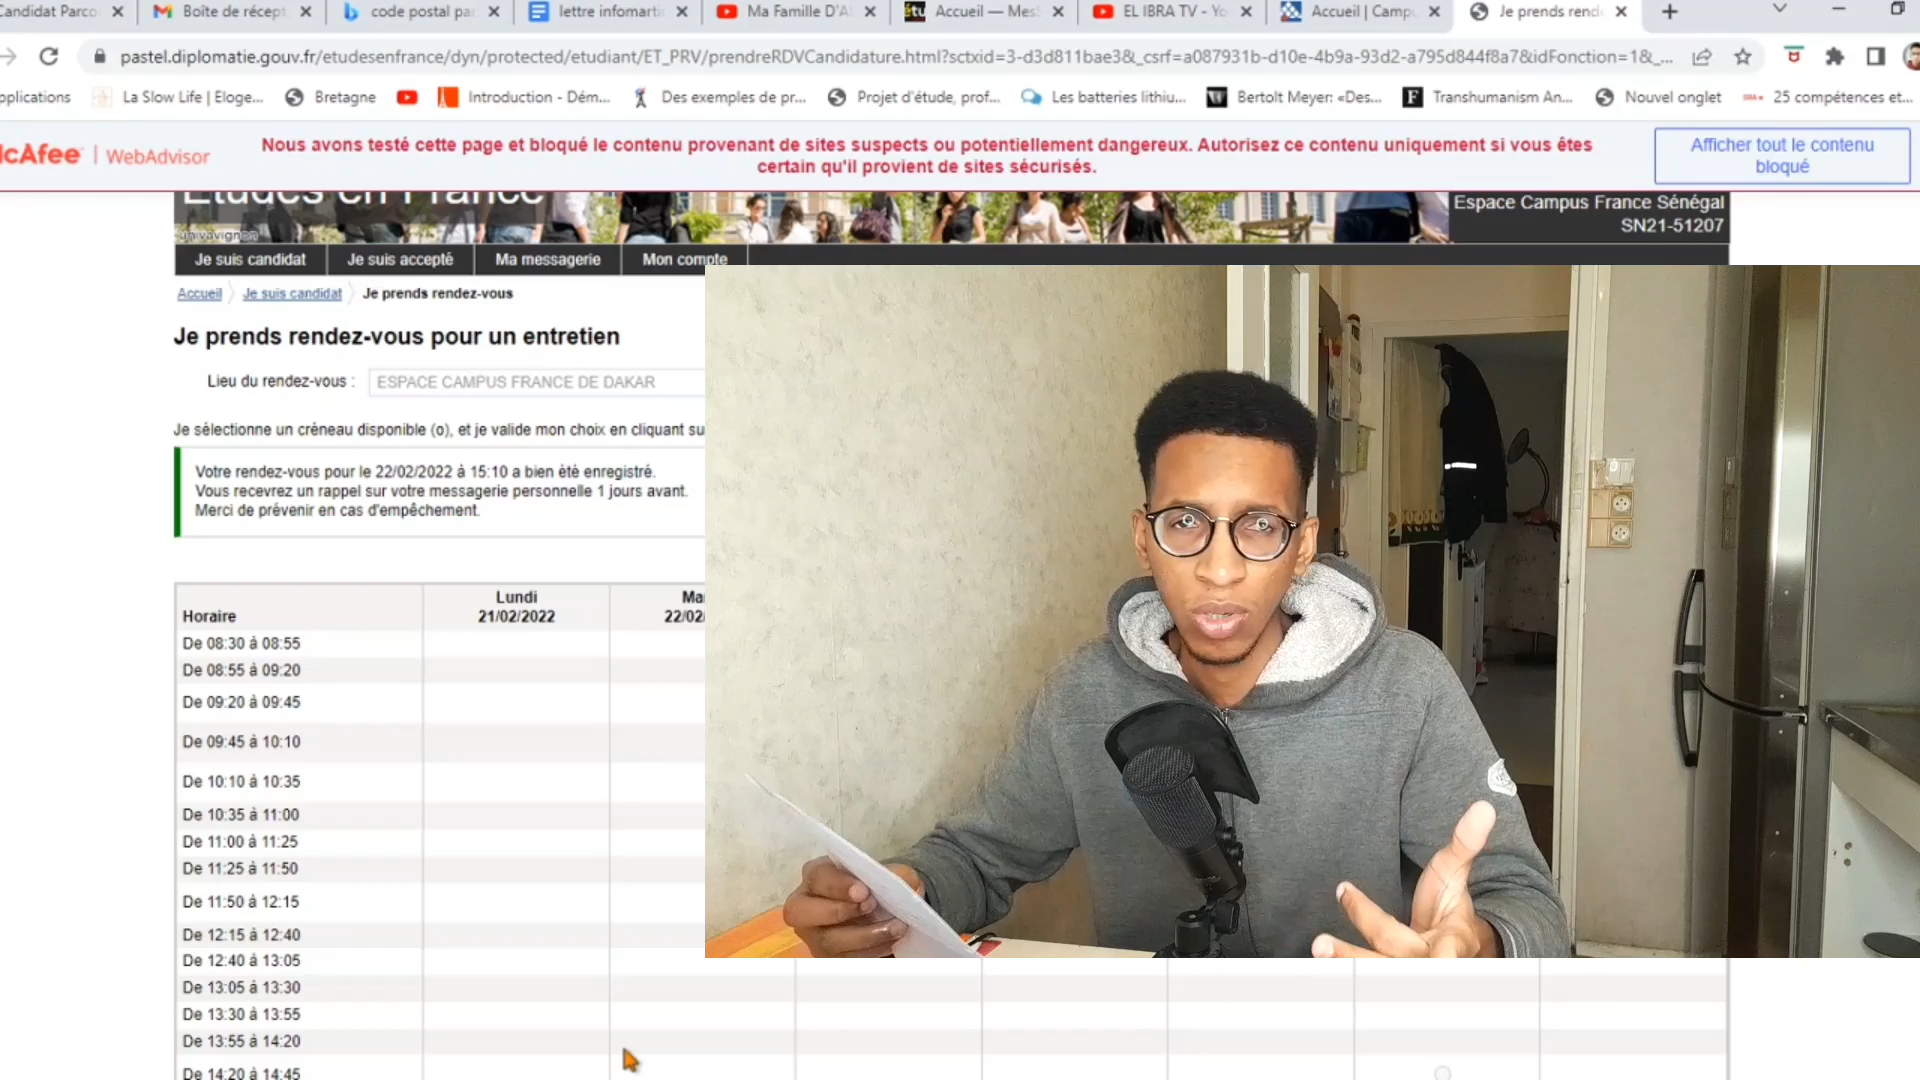 Candidat Parco
Boîte de récept
code postal pa
lettre infomarti
Ma Famille D'A
étu
Accueil — Mes
EL IBRA TV - Yo
Accueil | Camp
Je prends rend
pastel.diplomatie.gouv.fr/etudesenfrance/dyn/protected/etudiant/ET_PRV/prendreRDVCandidature.html?sctxid=3-d3d811bae3&_csrf=a087931b-d10e-4b9a-93d2-a795d844f8a7&idFonction=1&_...
pplications
La Slow Life | Eloge...
Bretagne
Introduction - Dém...
Des exemples de pr...
Projet d'étude, prof...
Les batteries lithiu...
Bertolt Meyer: «Des...
Transhumanism An...
Nouvel onglet
25 compétences et...
McAfee | WebAdvisor
Nous avons testé cette page et bloqué le contenu provenant de sites suspects ou potentiellement dangereux. Autorisez ce contenu uniquement si vous êtes
certain qu'il provient de sites sécurisés.
Afficher tout le contenu
bloqué
Etudes en France
univavignon
Espace Campus France Sénégal
SN21-51207
Je suis candidat
Je suis accepté
Ma messagerie
Mon compte
Accueil
Je suis candidat
Je prends rendez-vous
Je prends rendez-vous pour un entretien
Lieu du rendez-vous :
ESPACE CAMPUS FRANCE DE DAKAR
Je sélectionne un créneau disponible (o), et je valide mon choix en cliquant su
Votre rendez-vous pour le 22/02/2022 à 15:10 a bien été enregistré.
Vous recevrez un rappel sur votre messagerie personnelle 1 jours avant.
Merci de prévenir en cas d'empêchement.
Horaire
Lundi
21/02/2022
Ma
22/02/
De 08:30 à 08:55
De 08:55 à 09:20
De 09:20 à 09:45
De 09:45 à 10:10
De 10:10 à 10:35
De 10:35 à 11:00
De 11:00 à 11:25
De 11:25 à 11:50
De 11:50 à 12:15
De 12:15 à 12:40
De 12:40 à 13:05
De 13:05 à 13:30
De 13:30 à 13:55
De 13:55 à 14:20
De 14:20 à 14:45